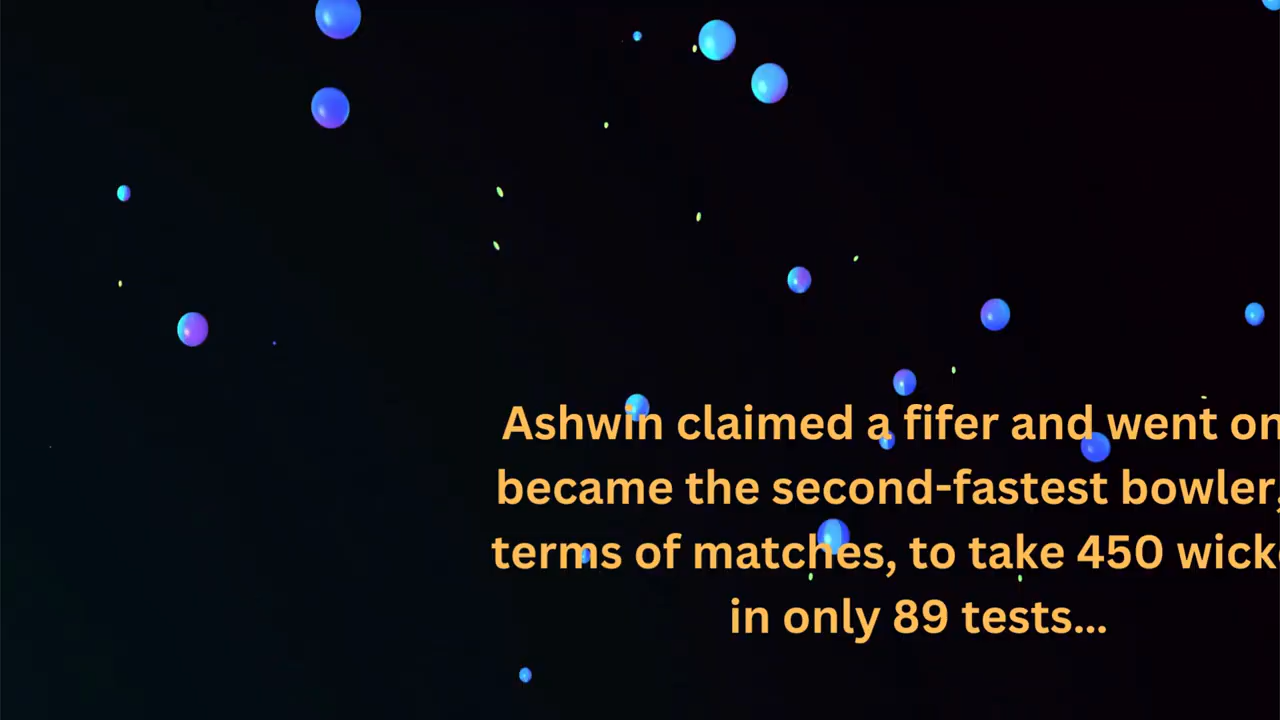 Ashwin claimed a fifer and went on
became the second-fastest bowler,
terms of matches, to take 450 wick
in only 89 tests...